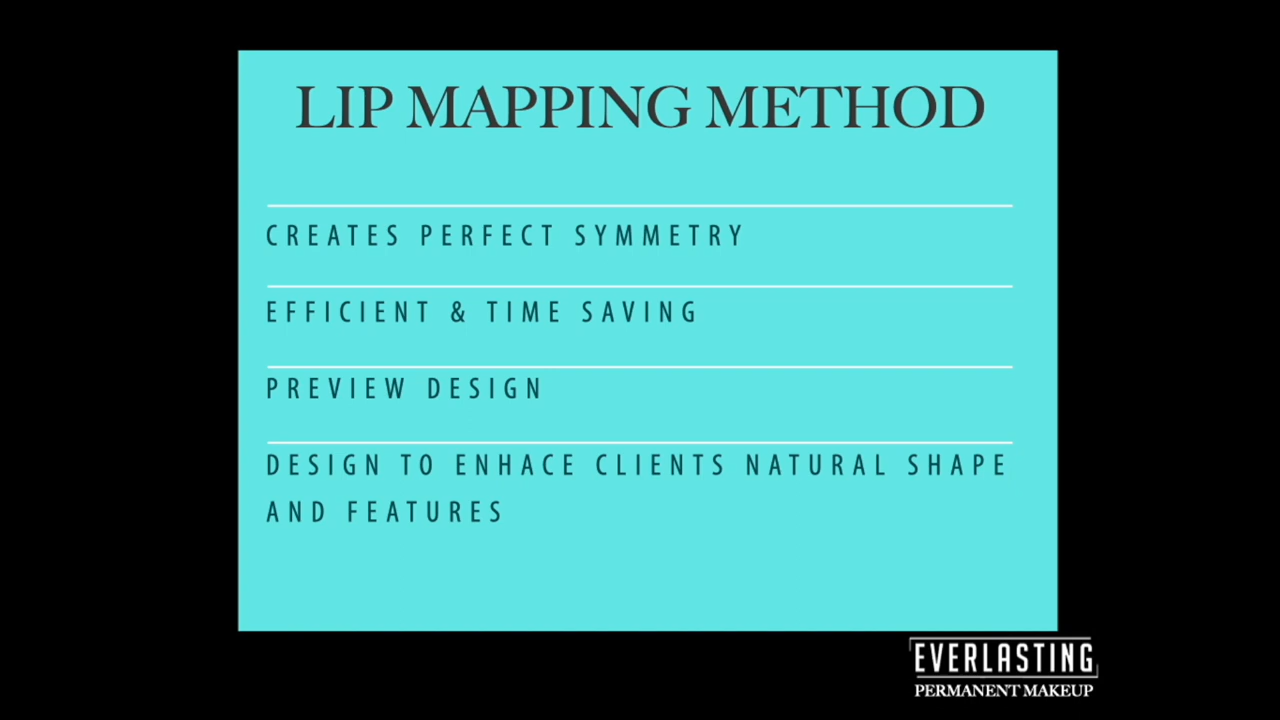 LIP MAPPING METHOD
CREATES PERFECT SYMMETRY
EFFICIENT & TIME SAVING
PREVIEW DESIGN
DESIGN TO ENHACE CLIENTS NATURAL SHAPE
AND FEATURES
EVERLASTING
PERMANENT MAKEUP